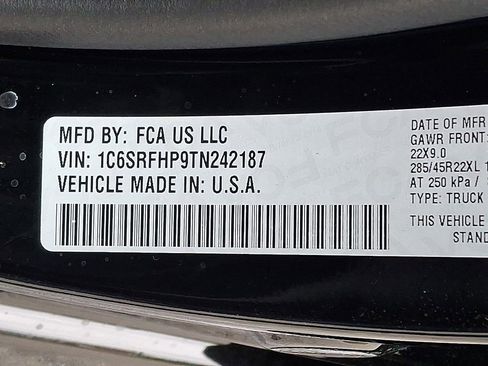 MFD BY: FCA US LLC
VIN: 1C6SRFHP9TN242187
VEHICLE MADE IN: U.S.A.
DATE OF MFR
GAWR FRONT:
22X9.0
285/45R22XL 1
AT 250 kPa /
TYPE: TRUCK
THIS VEHICLE
STAND